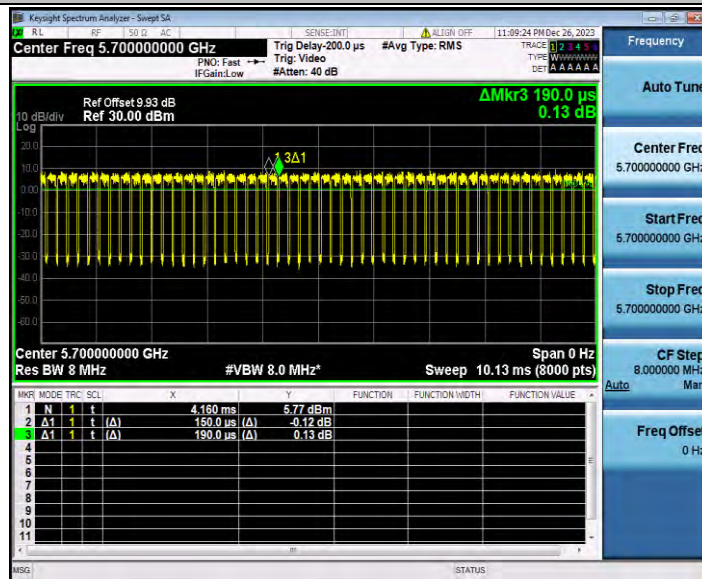 Keysight Spectrum Analyzer - Swept SA
RL RF 50 Ω AC SENSE:INT ALIGN OFF 11:09:24 PM Dec 26, 2023
Center Freq 5.700000000 GHz
PNO: Fast
IFGain:Low
Trig Delay-200.0 µs
Trig: Video
#Atten: 40 dB
#Avg Type: RMS
TRACE 1 2 3 4 5 6
TYPE
DET A A A A A A
Ref Offset 9.93 dB
Ref 30.00 dBm
10 dB/div
Log
ΔMkr3 190.0 µs
0.13 dB
20.0
10.0
0.00
-10.0
-20.0
-30.0
-40.0
-50.0
-60.0
1 3Δ1
Center 5.700000000 GHz Span 0 Hz
Res BW 8 MHz #VBW 8.0 MHz* Sweep 10.13 ms (8000 pts)
MKR MODE TRC SCL X Y FUNCTION FUNCTION WIDTH FUNCTION VALUE
1 N 1 t 4.160 ms 5.77 dBm
2 Δ1 1 t (Δ) 150.0 µs (Δ) -0.12 dB
3 Δ1 1 t (Δ) 190.0 µs (Δ) 0.13 dB
4
5
6
7
8
9
10
11
MSG STATUS
Frequency
Auto Tune
Center Freq
5.700000000 GHz
Start Freq
5.700000000 GHz
Stop Freq
5.700000000 GHz
CF Step
8.000000 MHz
Auto Man
Freq Offset
0 Hz